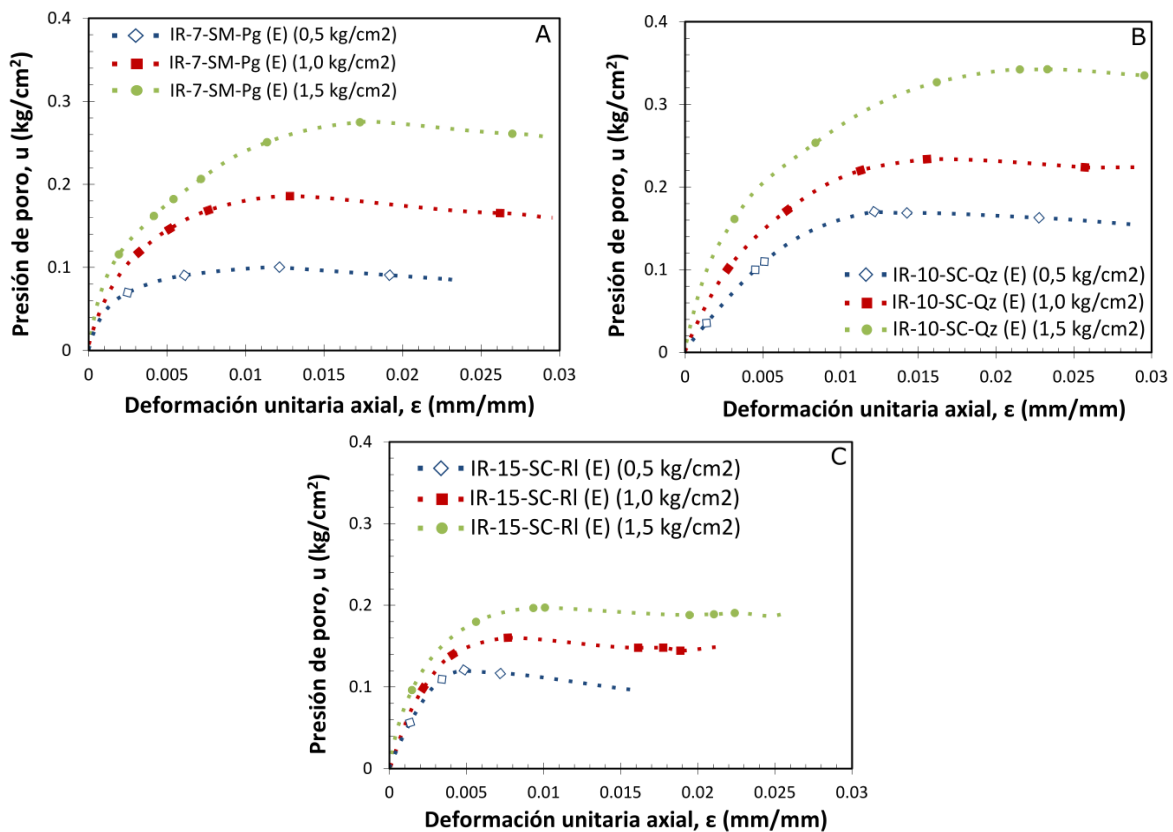 A
IR-7-SM-Pg (E) (0,5 kg/cm2)
IR-7-SM-Pg (E) (1,0 kg/cm2)
IR-7-SM-Pg (E) (1,5 kg/cm2)
Presión de poro, u (kg/cm²)
0.4
0.3
0.2
0.1
0
0 0.005 0.01 0.015 0.02 0.025 0.03
Deformación unitaria axial, ε (mm/mm)
B
IR-10-SC-Qz (E) (0,5 kg/cm2)
IR-10-SC-Qz (E) (1,0 kg/cm2)
IR-10-SC-Qz (E) (1,5 kg/cm2)
Presión de poro, u (kg/cm²)
0.4
0.3
0.2
0.1
0
0 0.005 0.01 0.015 0.02 0.025 0.03
Deformación unitaria axial, ε (mm/mm)
C
IR-15-SC-Rl (E) (0,5 kg/cm2)
IR-15-SC-Rl (E) (1,0 kg/cm2)
IR-15-SC-Rl (E) (1,5 kg/cm2)
Presión de poro, u (kg/cm²)
0.4
0.3
0.2
0.1
0
0 0.005 0.01 0.015 0.02 0.025 0.03
Deformación unitaria axial, ε (mm/mm)